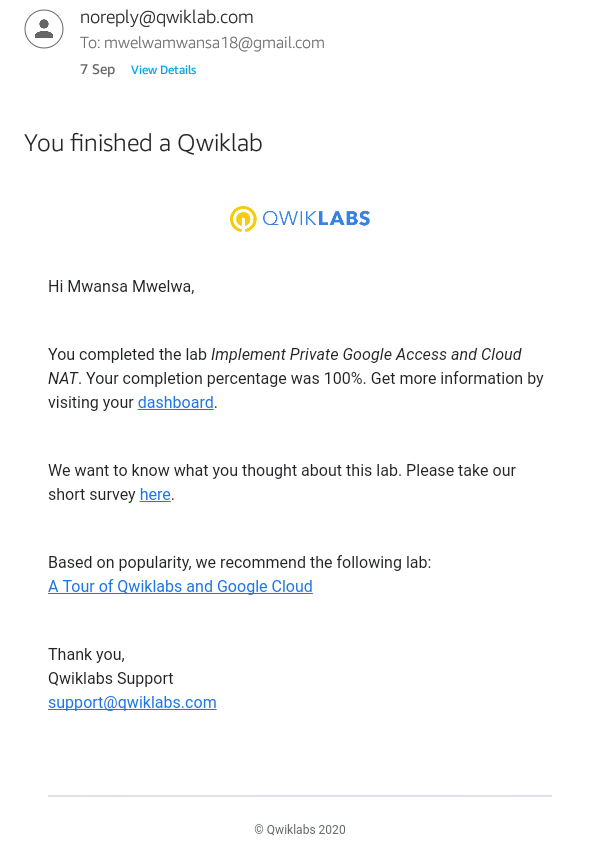 noreply@qwiklab.com
To: mwelwamwansa18@gmail.com
7 Sep View Details
You finished a Qwiklab
QWIKLABS
Hi Mwansa Mwelwa,
You completed the lab Implement Private Google Access and Cloud
NAT. Your completion percentage was 100%. Get more information by
visiting your dashboard.
We want to know what you thought about this lab. Please take our
short survey here.
Based on popularity, we recommend the following lab:
A Tour of Qwiklabs and Google Cloud
Thank you,
Qwiklabs Support
support@qwiklabs.com
© Qwiklabs 2020